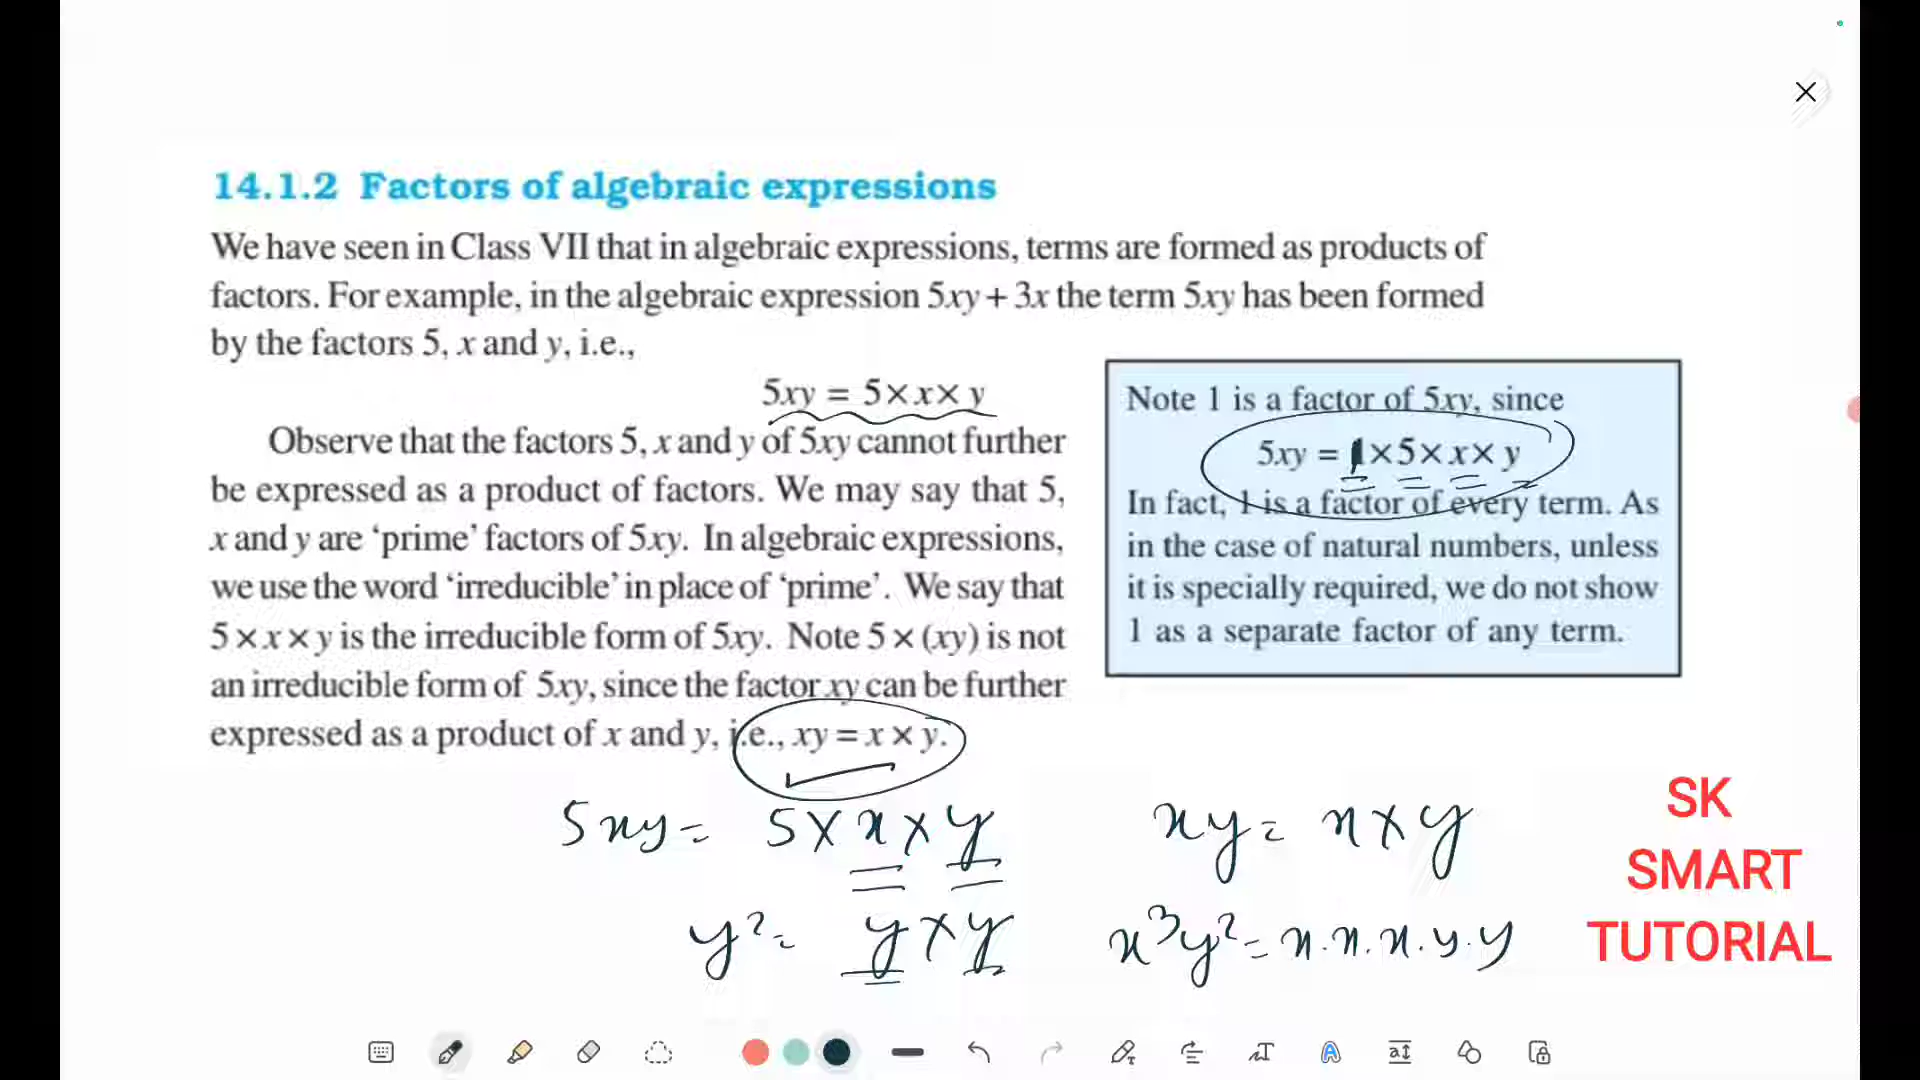 14.1.2 Factors of algebraic expressions
We have seen in Class VII that in algebraic expressions, terms are formed as products of
factors. For example, in the algebraic expression 5xy + 3x the term 5xy has been formed
by the factors 5, x and y, i.e.,
5xy = 5×x×y
Observe that the factors 5, x and y of 5xy cannot further
be expressed as a product of factors. We may say that 5,
x and y are ‘prime’ factors of 5xy. In algebraic expressions,
we use the word ‘irreducible’ in place of ‘prime’. We say that
5 × x × y is the irreducible form of 5xy. Note 5 × (xy) is not
an irreducible form of 5xy, since the factor xy can be further
expressed as a product of x and y, i.e., xy = x × y.
Note 1 is a factor of 5xy, since
5xy = 1×5×x×y
In fact, 1 is a factor of every term. As
in the case of natural numbers, unless
it is specially required, we do not show
1 as a separate factor of any term.
5xy = 5×x×y
xy = x×y
y² = y×y
x³y² = x.x.x.y.y
SK
SMART
TUTORIAL